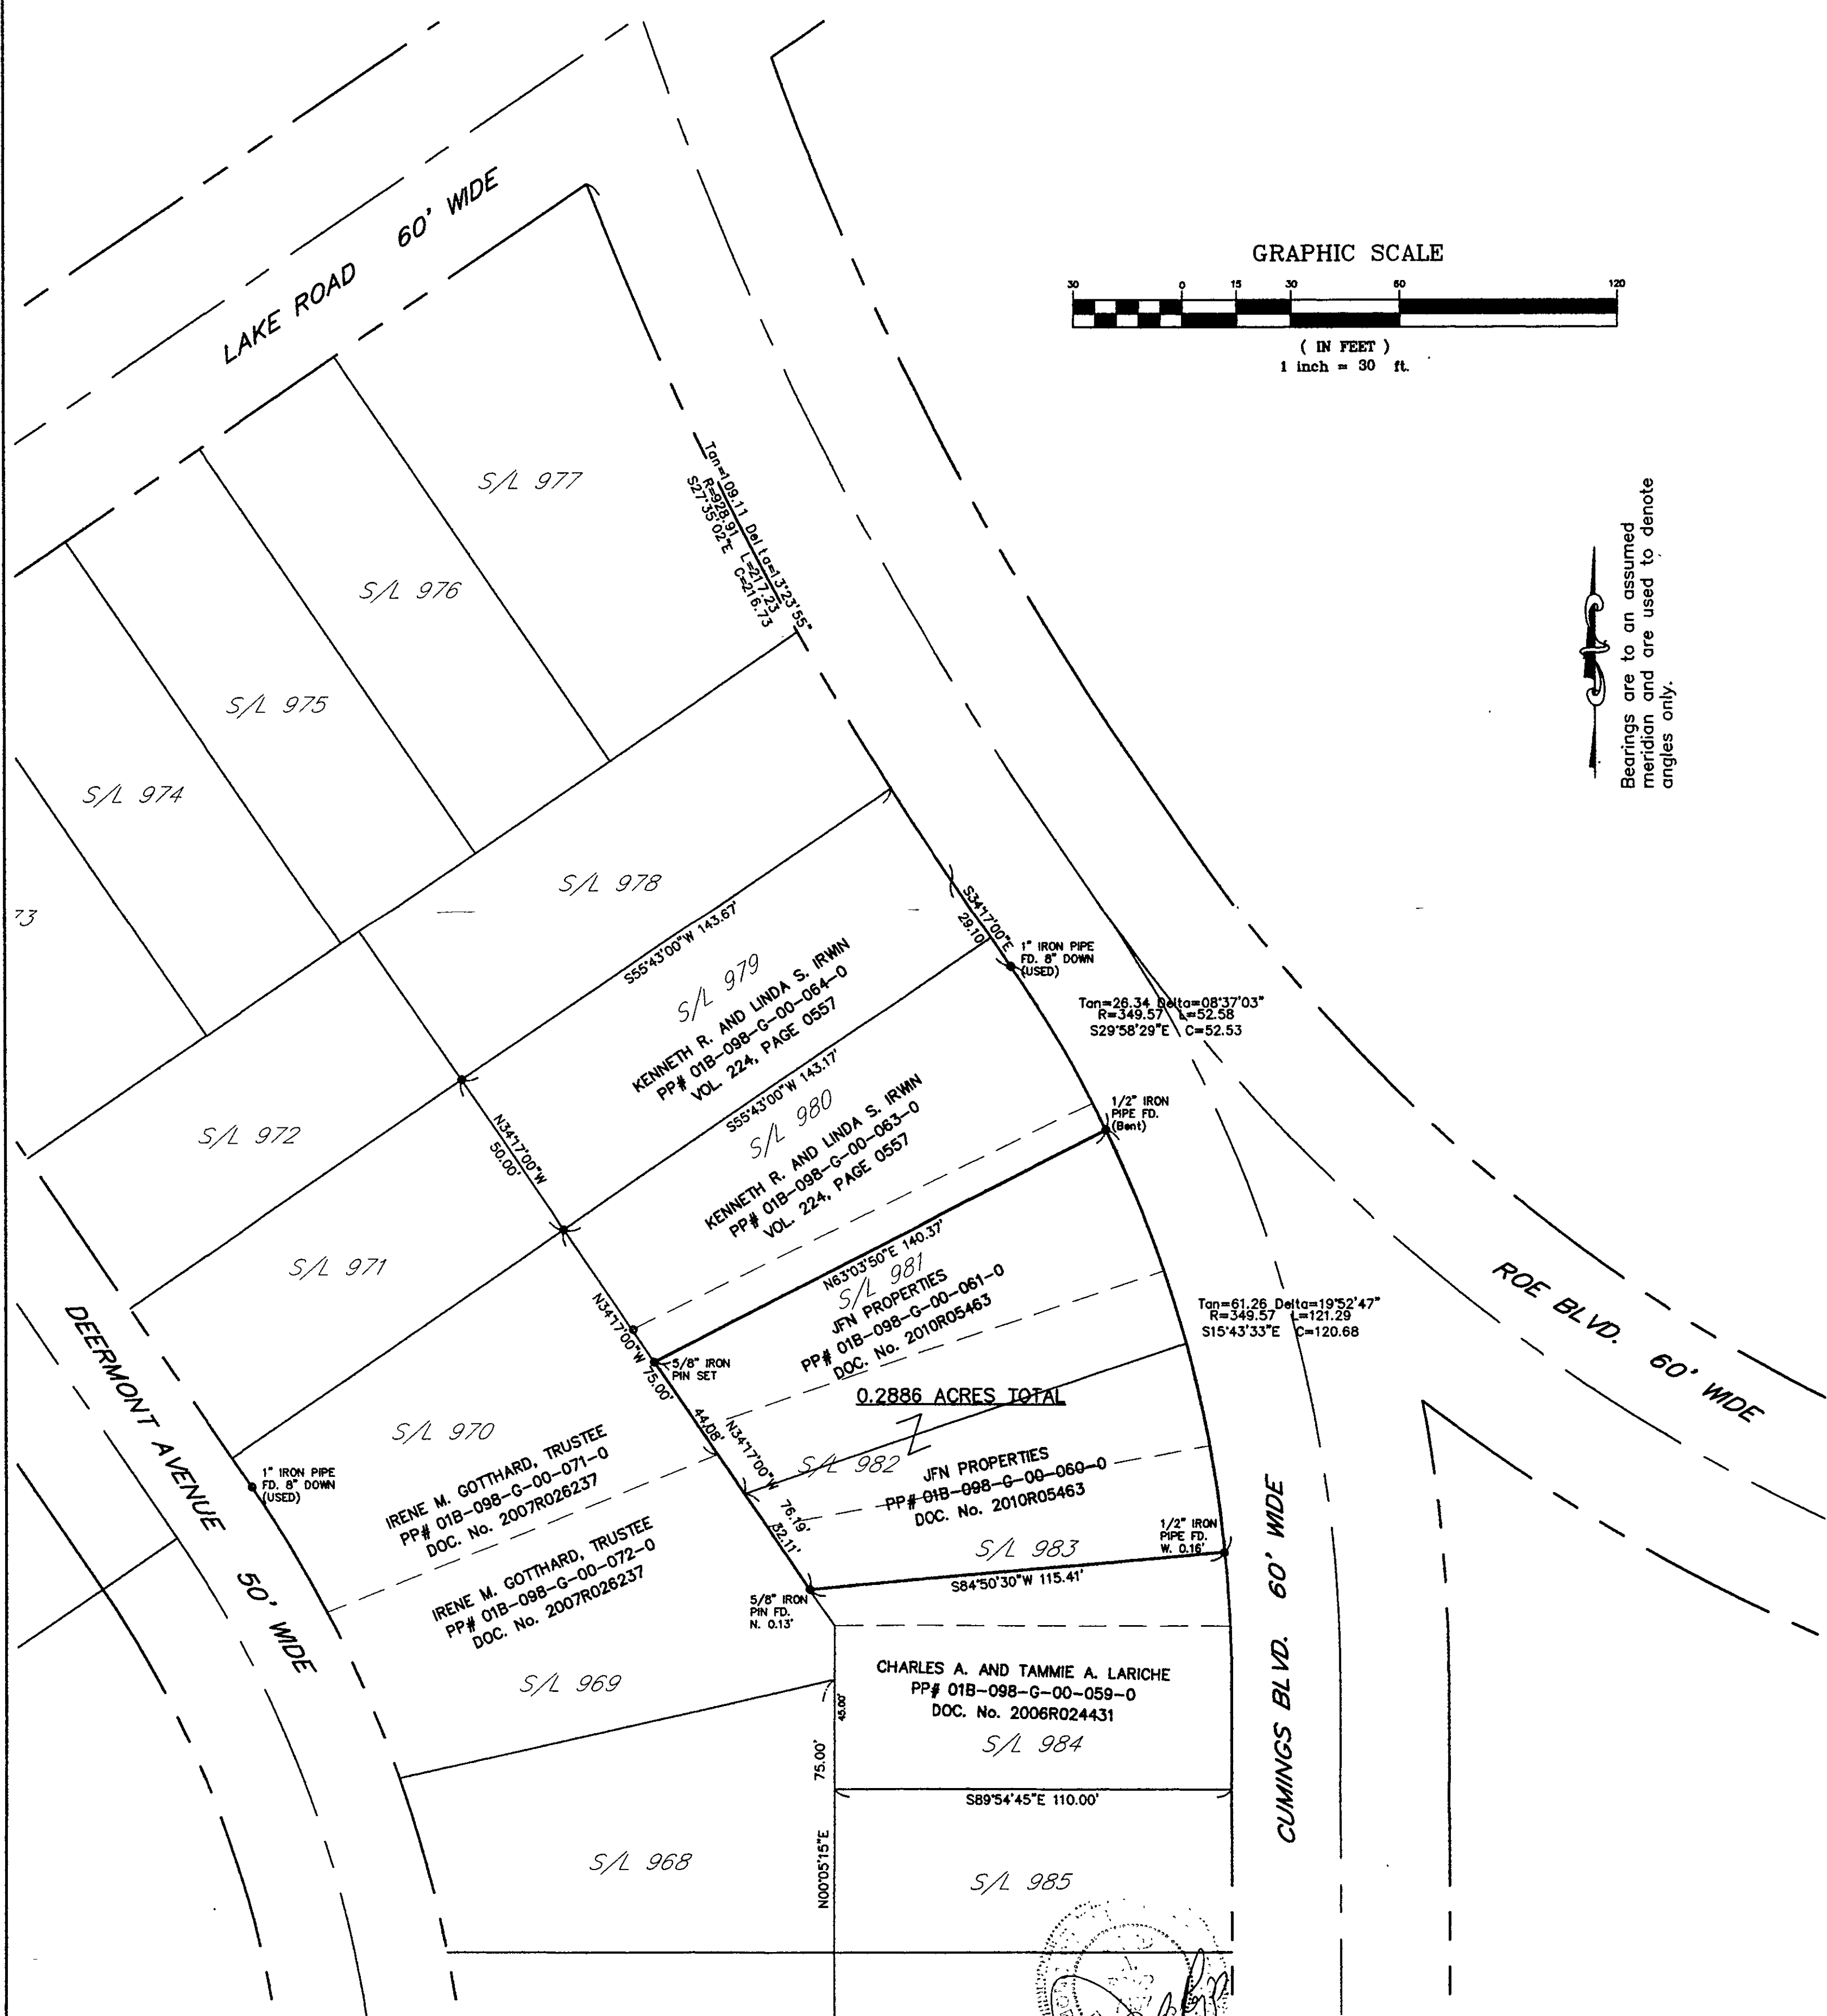 LAKE ROAD 60' WIDE
GRAPHIC SCALE
30 0 15 30 60 120
( IN FEET )
1 inch = 30 ft.
Bearings are to an assumed
meridian and are used to denote
angles only.
S/L 977
Tan=109.11 Delta=13°23'55"
R=928.91 L=217.23
S27°35'02"E C=216.73
S/L 976
S/L 975
S/L 974
73
S/L 978
S55°43'00"W 143.67'
S34°17'00"E
29.10
1" IRON PIPE
FD. 8" DOWN
(USED)
S/L 979
KENNETH R. AND LINDA S. IRWIN
PP# 01B-098-G-00-064-0
VOL. 224, PAGE 0557
Tan=26.34 Delta=08°37'03"
R=349.57 L=52.58
S29°58'29"E C=52.53
S55°43'00"W 143.17'
S/L 972
N34°17'00"W
50.00'
S/L 980
KENNETH R. AND LINDA S. IRWIN
PP# 01B-098-G-00-063-0
VOL. 224, PAGE 0557
1/2" IRON
PIPE FD.
(Bent)
S/L 971
N63°03'50"E 140.37'
S/L 981
JFN PROPERTIES
PP# 01B-098-G-00-061-0
DOC. No. 2010R05463
Tan=61.26 Delta=19°52'47"
R=349.57 L=121.29
S15°43'33"E C=120.68
ROE BLVD. 60' WIDE
N34°17'00"W 75.00'
5/8" IRON
PIN SET
DEERMONT AVENUE 50' WIDE
0.2886 ACRES TOTAL
S/L 970
44.08'
N34°17'00"W 76.19'
32.11'
1" IRON PIPE
FD. 8" DOWN
(USED)
IRENE M. GOTTHARD, TRUSTEE
PP# 01B-098-G-00-071-0
DOC. No. 2007R026237
S/L 982
JFN PROPERTIES
PP# 01B-098-G-00-060-0
DOC. No. 2010R05463
IRENE M. GOTTHARD, TRUSTEE
PP# 01B-098-G-00-072-0
DOC. No. 2007R026237
S/L 983
1/2" IRON
PIPE FD.
W. 0.16'
S84°50'30"W 115.41'
5/8" IRON
PIN FD.
N. 0.13'
CUMINGS BLVD. 60' WIDE
S/L 969
CHARLES A. AND TAMMIE A. LARICHE
PP# 01B-098-G-00-059-0
DOC. No. 2006R024431
45.00'
75.00'
S/L 984
S89°54'45"E 110.00'
S/L 968
N00°05'15"E
S/L 985